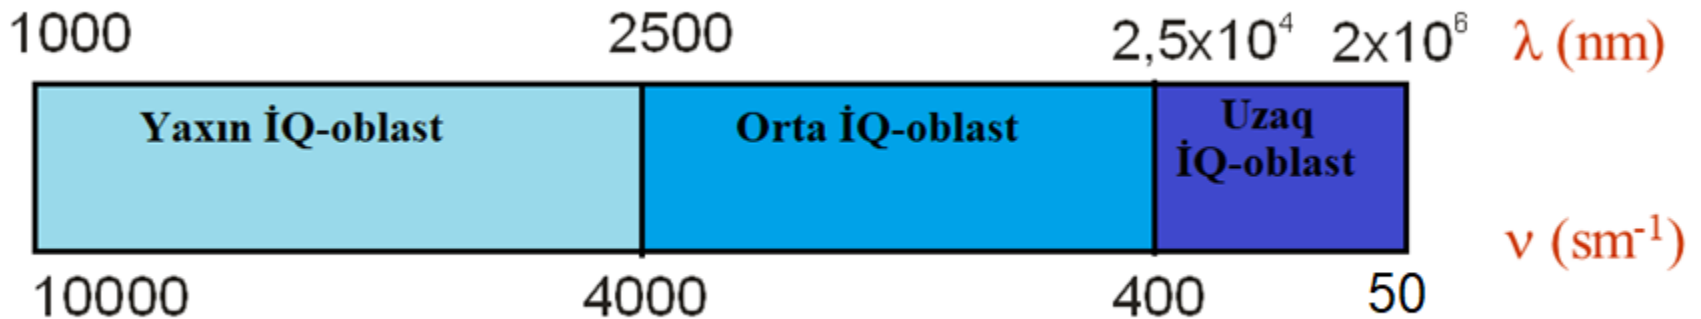 1000 2500 2,5x10⁴ 2x10⁶ λ (nm)
Yaxın İQ-oblast Orta İQ-oblast Uzaq
İQ-oblast
ν (sm⁻¹)
10000 4000 400 50